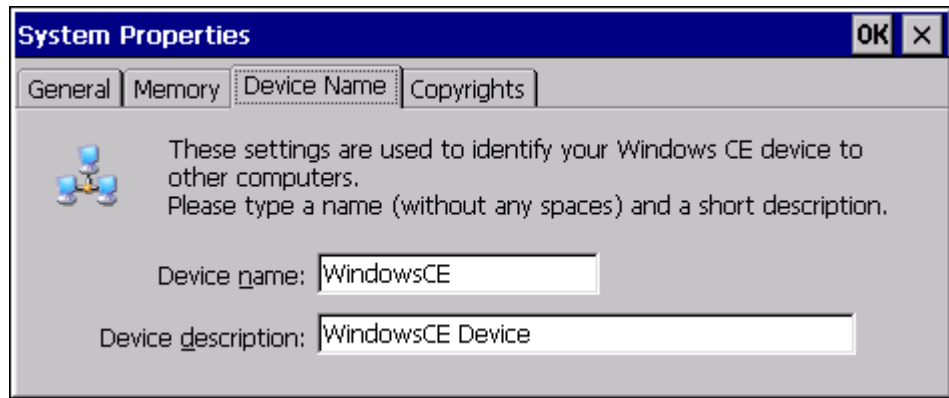 System Properties OK ×
General Memory Device Name Copyrights
These settings are used to identify your Windows CE device to
other computers.
Please type a name (without any spaces) and a short description.
Device name: WindowsCE
Device description: WindowsCE Device